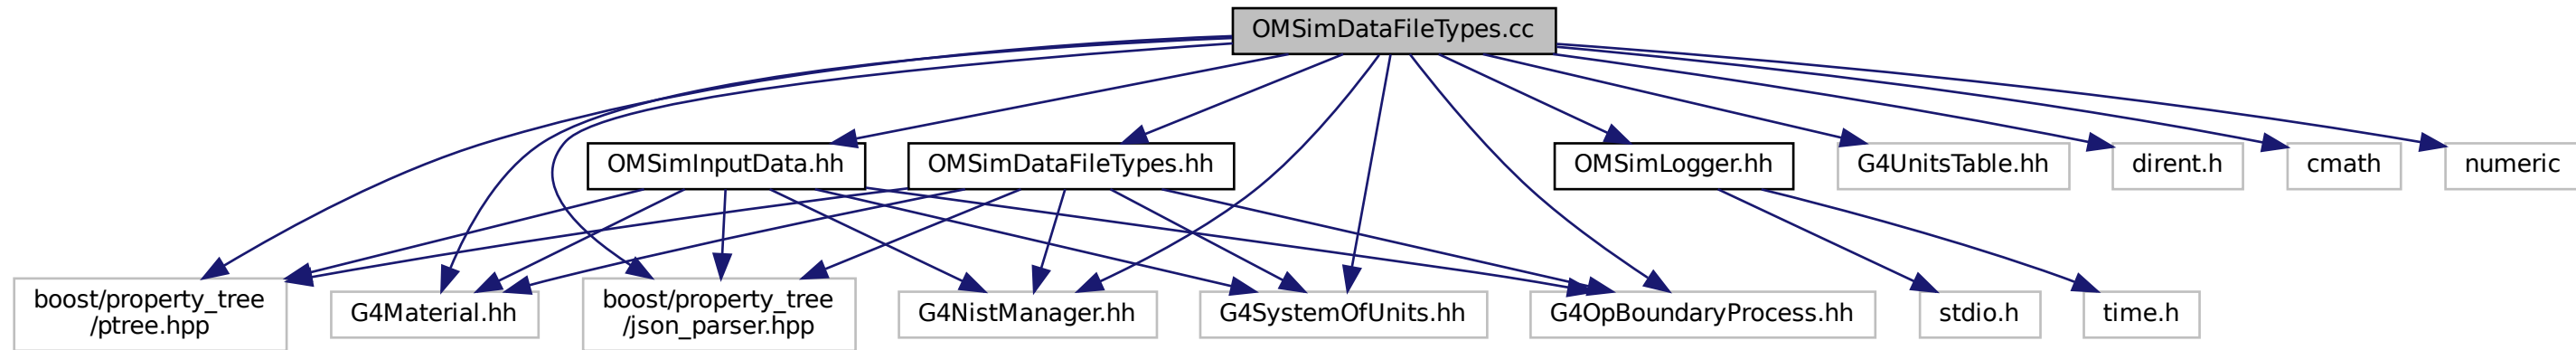 OMSimDataFileTypes.cc
OMSimInputData.hh
OMSimDataFileTypes.hh
OMSimLogger.hh
G4UnitsTable.hh
dirent.h
cmath
numeric
boost/property_tree
/ptree.hpp
G4Material.hh
boost/property_tree
/json_parser.hpp
G4NistManager.hh
G4SystemOfUnits.hh
G4OpBoundaryProcess.hh
stdio.h
time.h